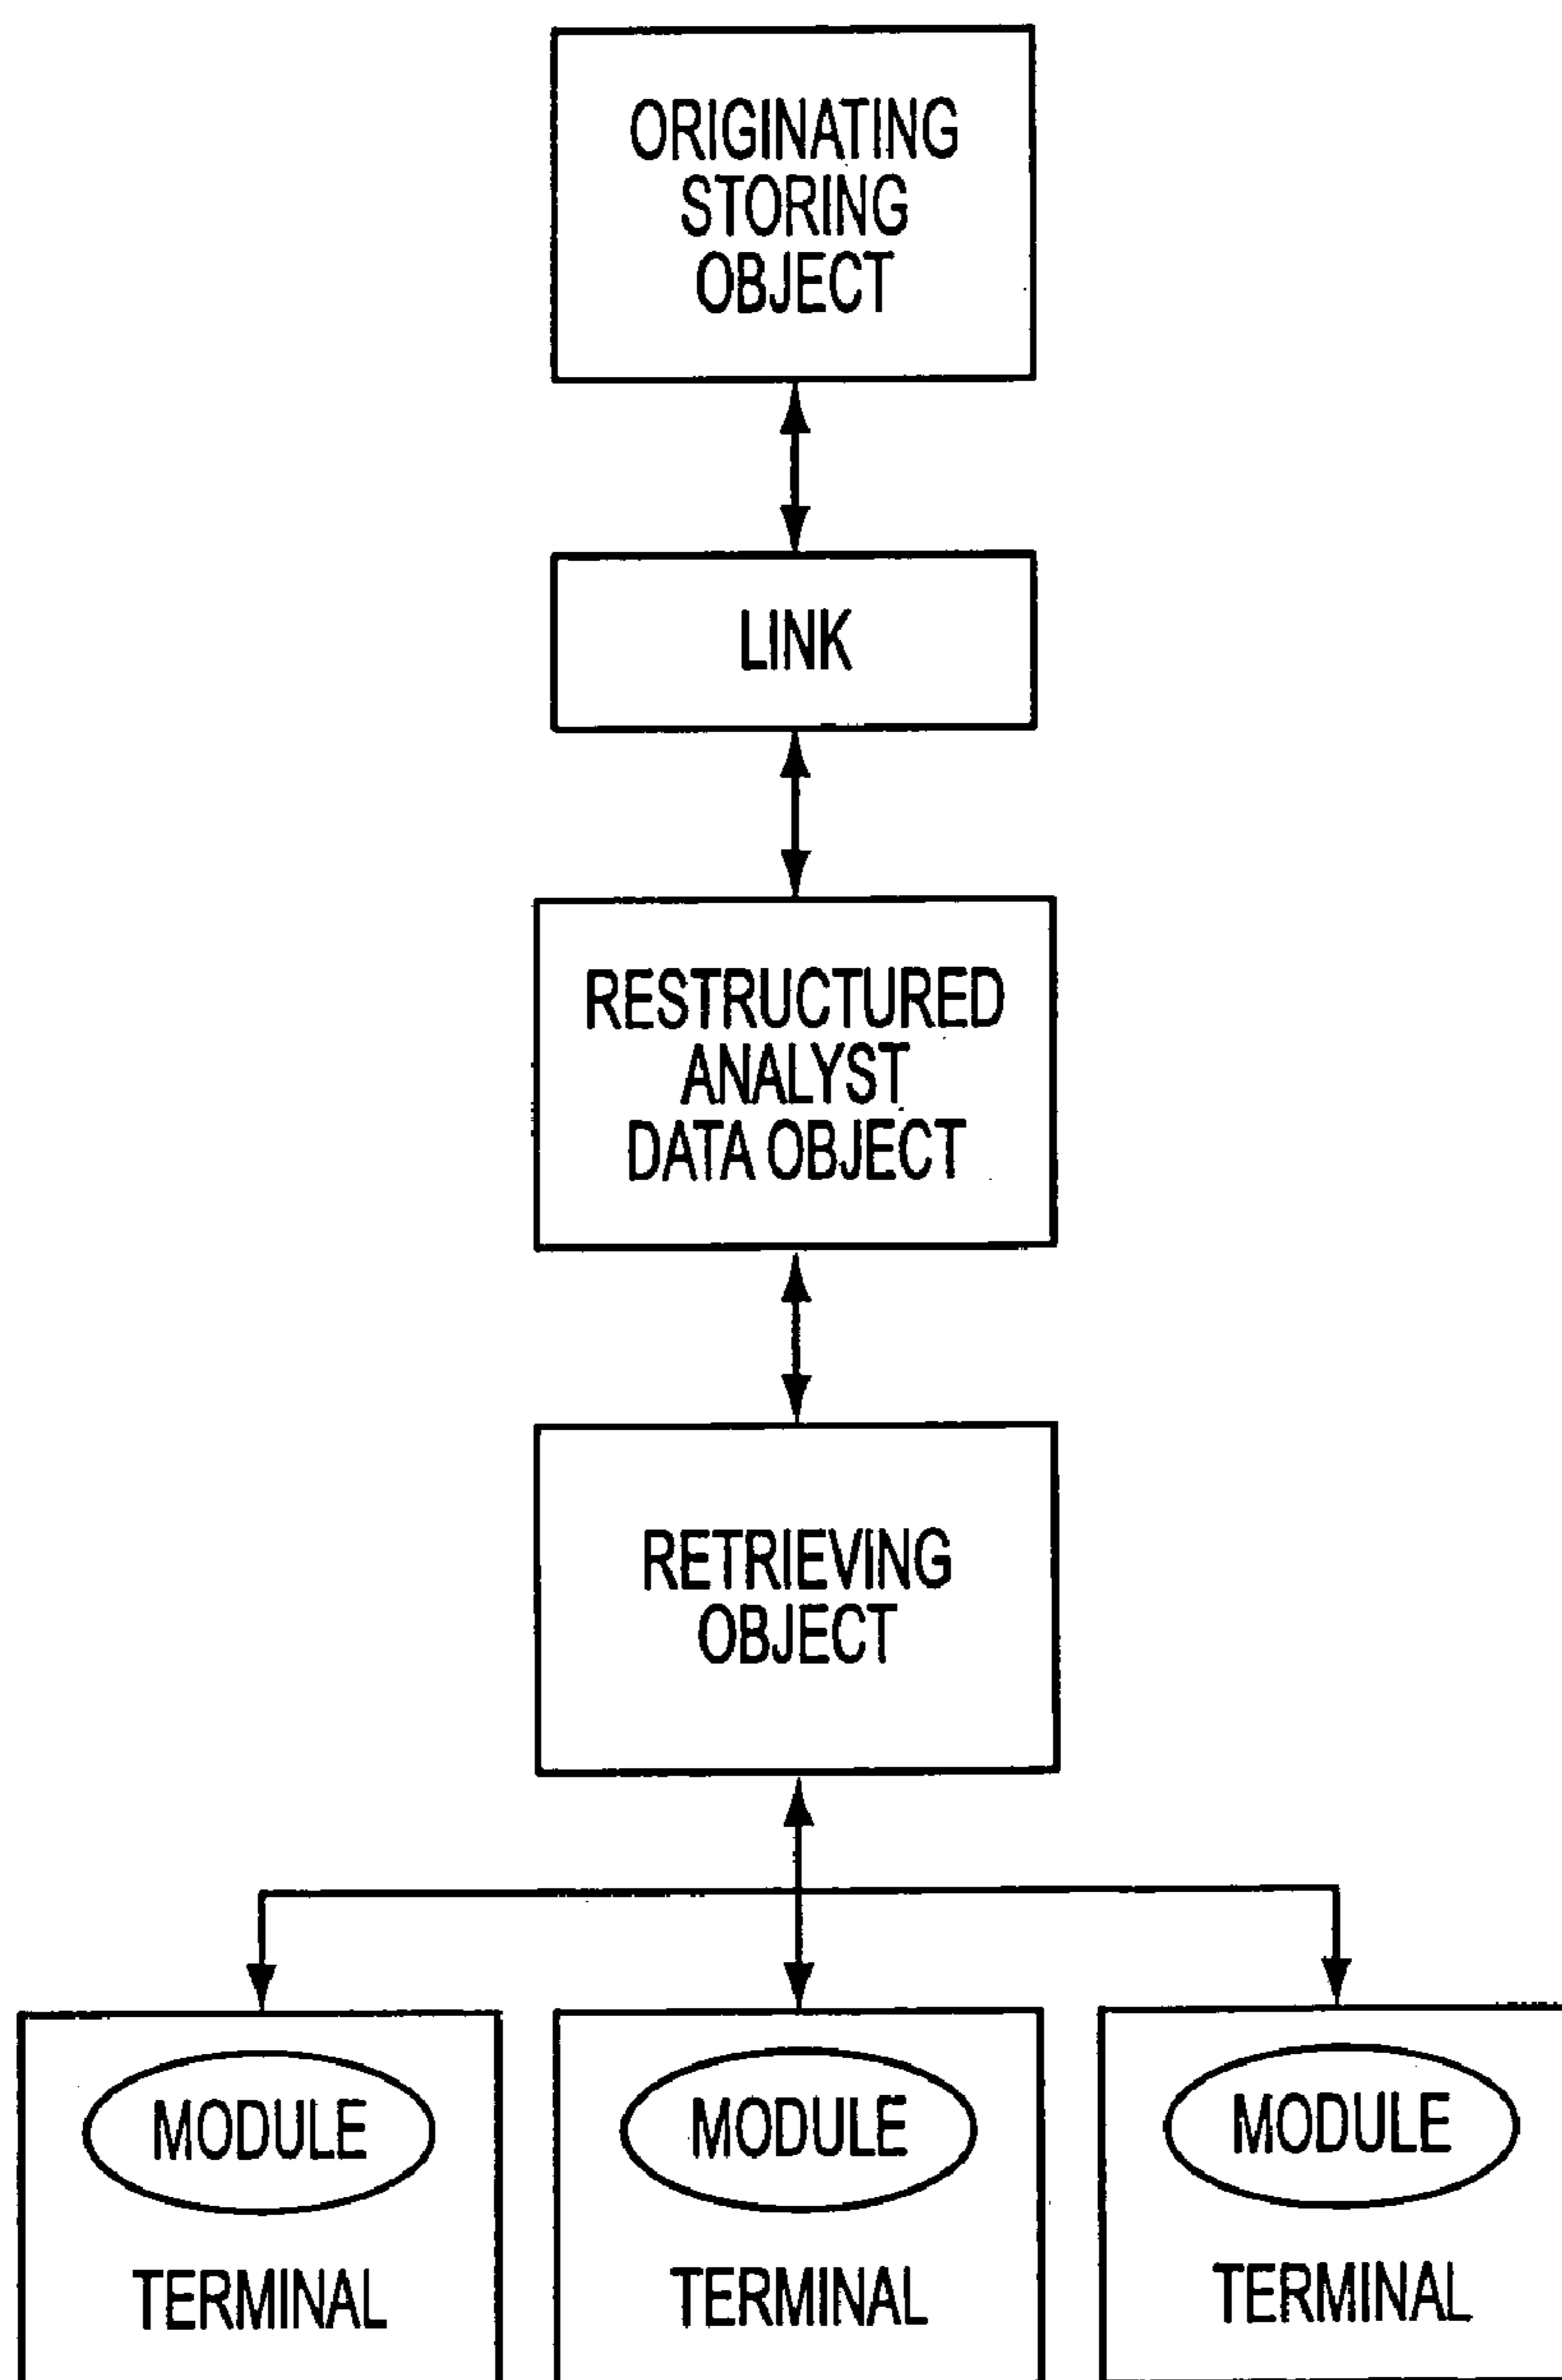 ORIGINATING
STORING
OBJECT
LINK
RESTRUCTURED
ANALYST
DATA OBJECT
RETRIEVING
OBJECT
MODULE
MODULE
MODULE
TERMINAL
TERMINAL
TERMINAL